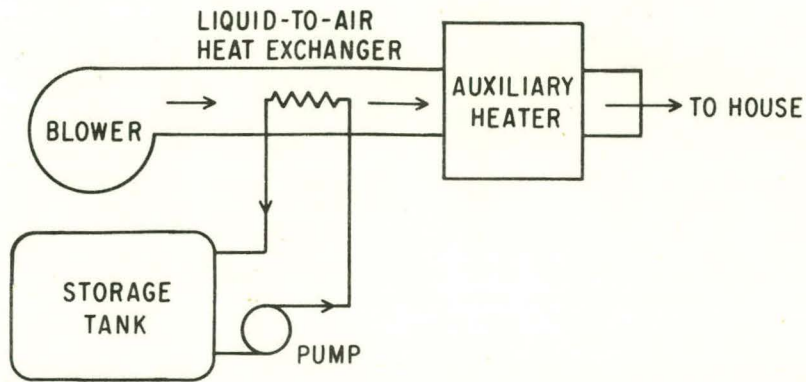 LIQUID-TO-AIR
HEAT EXCHANGER
BLOWER
AUXILIARY
HEATER
TO HOUSE
STORAGE
TANK
PUMP